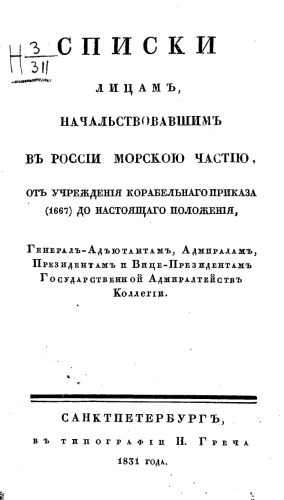 Н 3/311
СПИСКИ
ЛИЦАМЪ,
НАЧАЛЬСТВОВАВШИМЪ
ВЪ РОССІИ МОРСКОЮ ЧАСТІЮ,
ОТЪ УЧРЕЖДЕНІЯ КОРАБЕЛЬНАГО ПРИКАЗА
(1667) ДО НАСТОЯЩАГО ПОЛОЖЕНІЯ,
Генералъ-Адъютантамъ, Адмираламъ,
Президентамъ и Вице-Президентамъ
Государственной Адмиралтействъ
Коллегіи.
САНКТПЕТЕРБУРГЪ,
въ типографіи Н. Греча
1831 года.